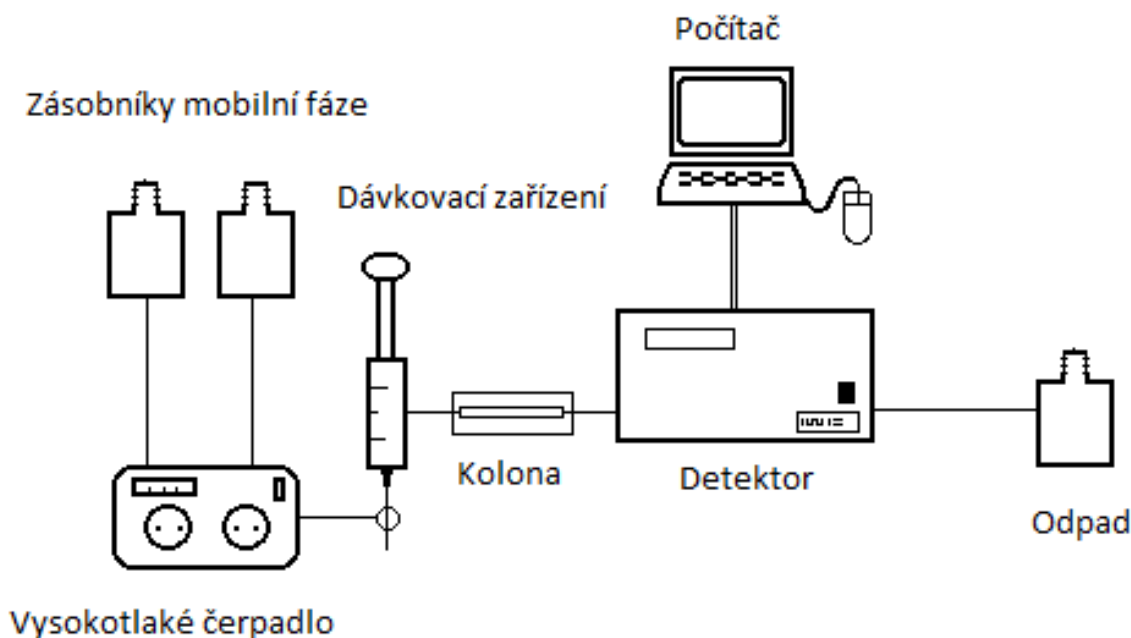 Počítač
Zásobníky mobilní fáze
Dávkovací zařízení
Kolona
Detektor
Odpad
Vysokotlaké čerpadlo